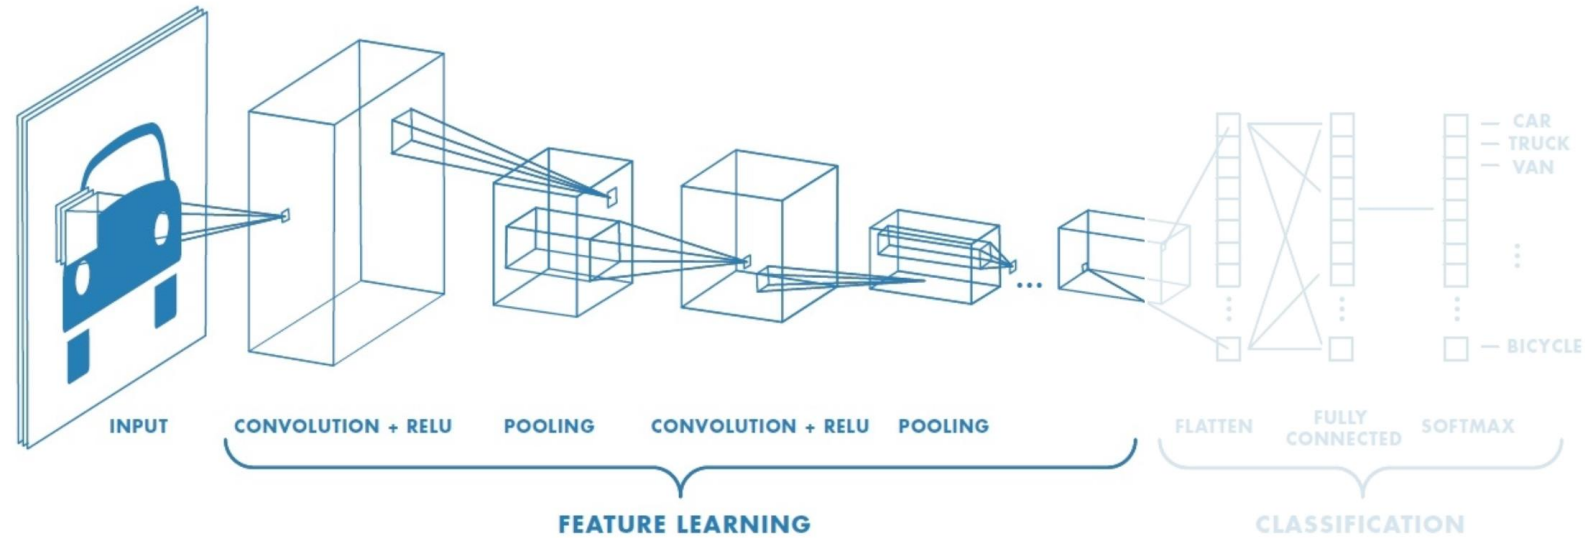 CAR
TRUCK
VAN
BICYCLE
INPUT
CONVOLUTION + RELU
POOLING
CONVOLUTION + RELU
POOLING
FLATTEN
FULLY
CONNECTED
SOFTMAX
FEATURE LEARNING
CLASSIFICATION